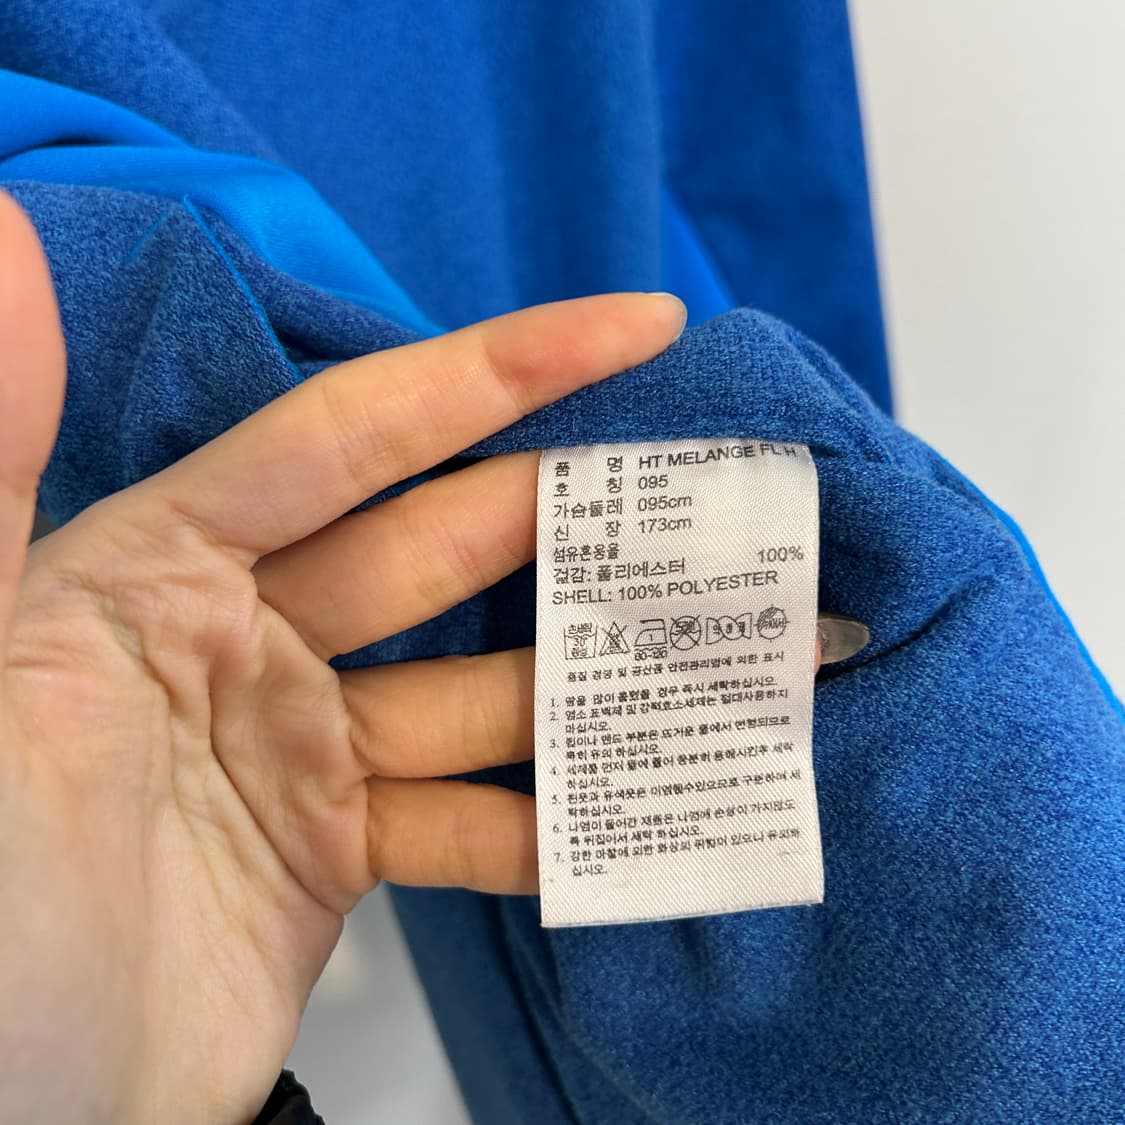 품 명 HT MELANGE FL H
호 칭 095
가슴둘레 095cm
신 장 173cm
섬유혼용율
겉감: 폴리에스터 100%
SHELL: 100% POLYESTER
80~120
품질 경영 및 공산품 안전관리법에 의한 표시
1. 땀을 많이 흘렸을 경우 즉시 세탁하십시오.
2. 염소 표백제 및 강력효소세제는 절대사용하지
마십시오.
3. 립이나 밴드 부분은 뜨거운 물에서 변형되므로
특히 유의 하십시오.
4. 세제를 먼저 물에 풀어 충분히 용해시킨후 세탁
하십시오.
5. 흰옷과 유색옷은 이염될수있으므로 구분하여 세
탁하십시오.
6. 나염이 들어간 제품은 나염에 손상이 가지않도
록 뒤집어서 세탁 하십시오.
7. 강한 마찰에 의한 화상의 위험이 있으니 유의하
십시오.